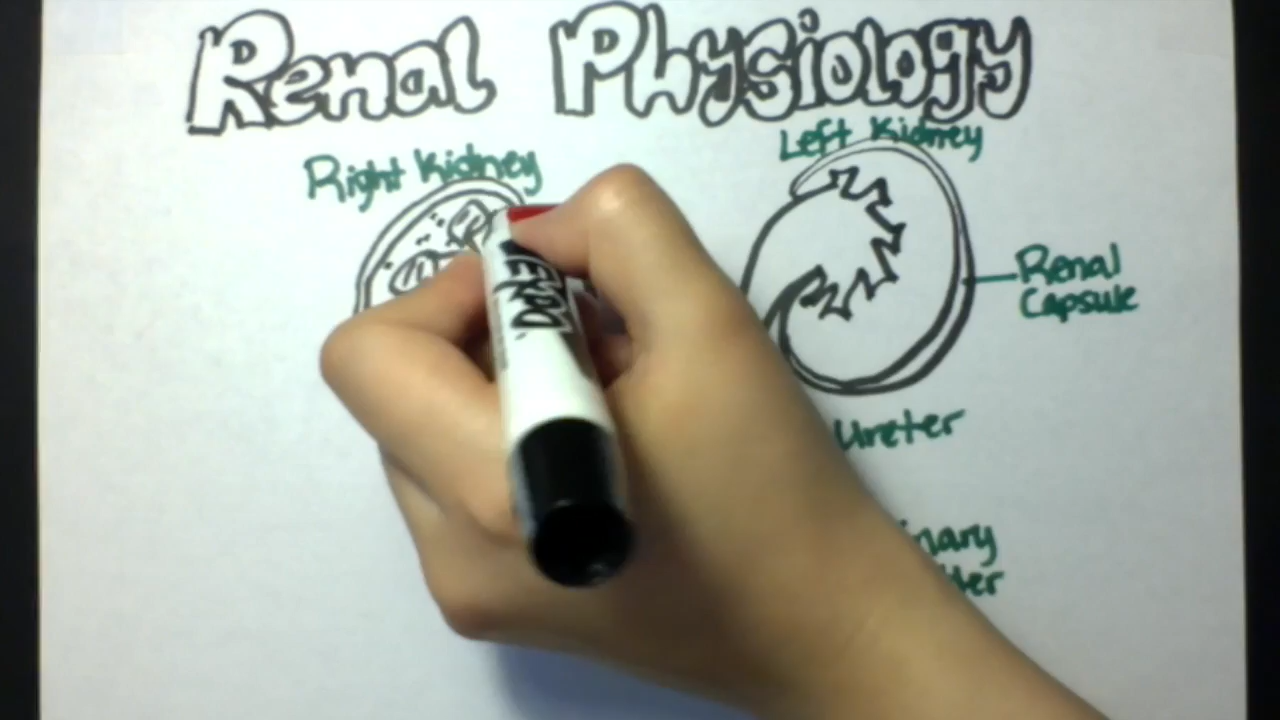 Renal Physiology
Left Kidney
Right Kidney
Renal
Capsule
Ureter